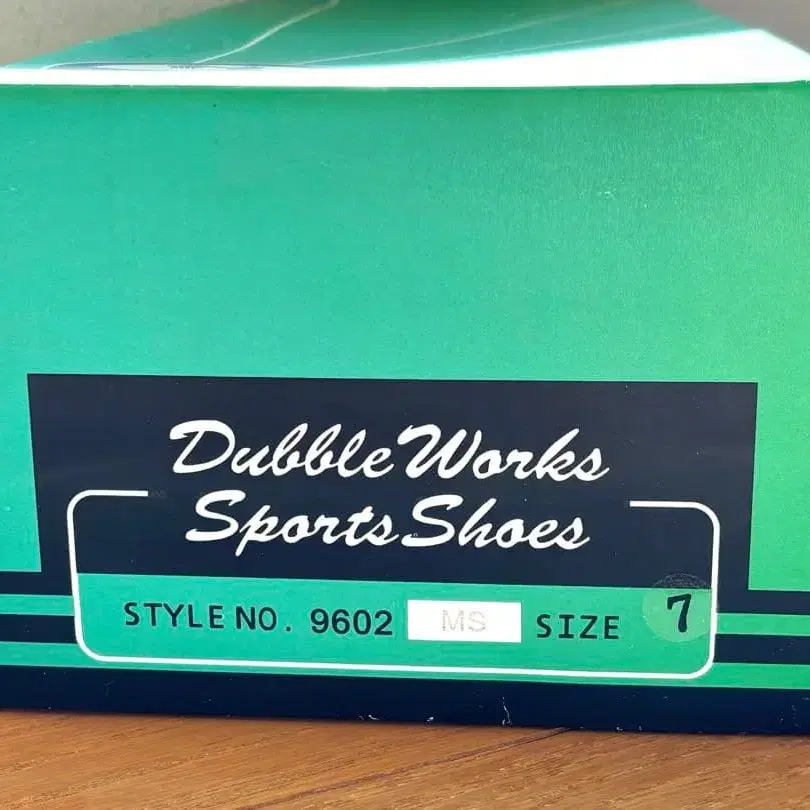 Dubble Works
Sports Shoes
STYLE NO. 9602 MS SIZE 7